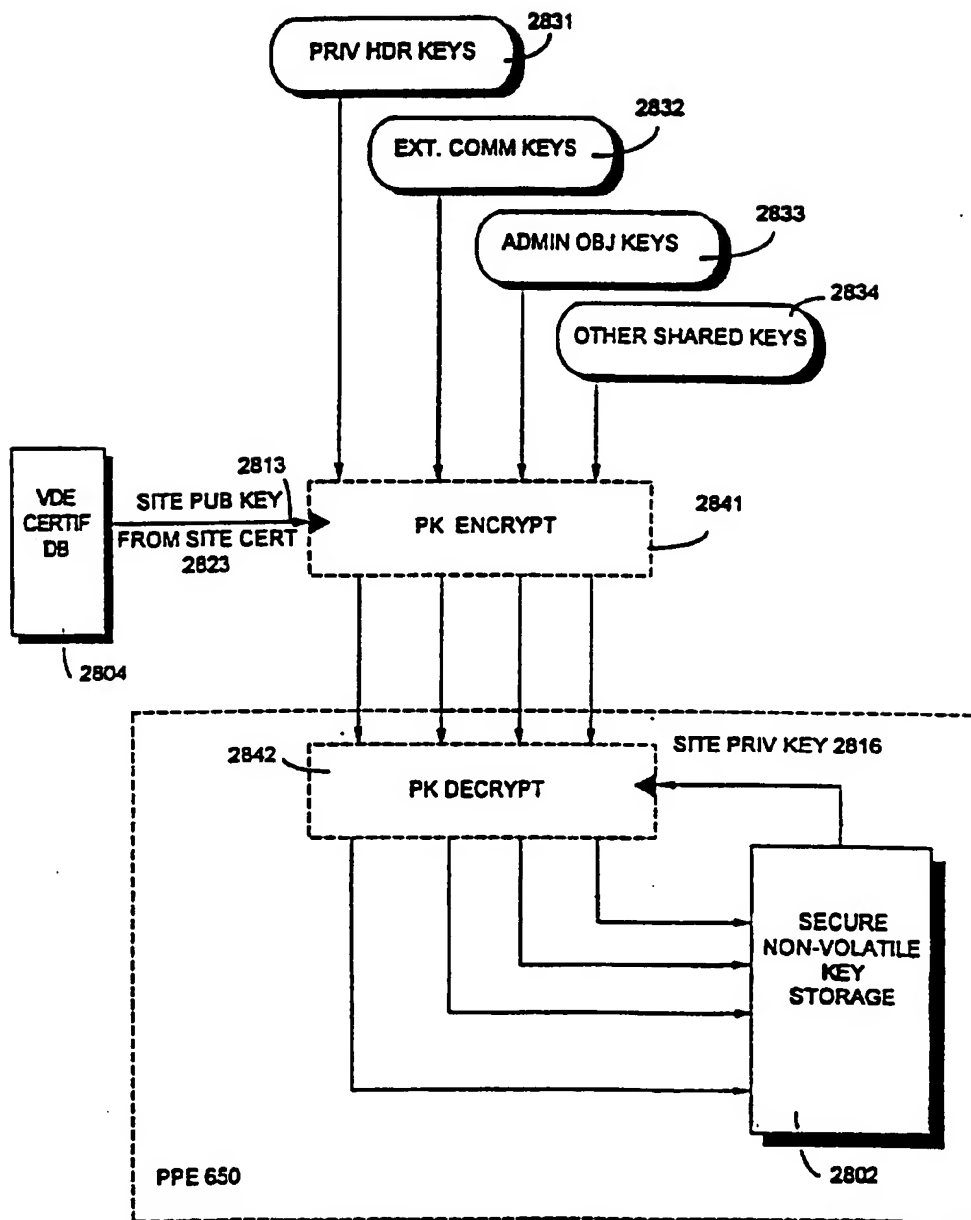 2831
PRIV HDR KEYS
2832
EXT. COMM KEYS
2833
ADMIN OBJ KEYS
2834
OTHER SHARED KEYS
VDE
CERTIF
DB
2813
SITE PUB KEY
FROM SITE CERT
2823
PK ENCRYPT
2841
2804
2842
PK DECRYPT
SITE PRIV KEY 2816
SECURE
NON-VOLATILE
KEY
STORAGE
PPE 650
2802